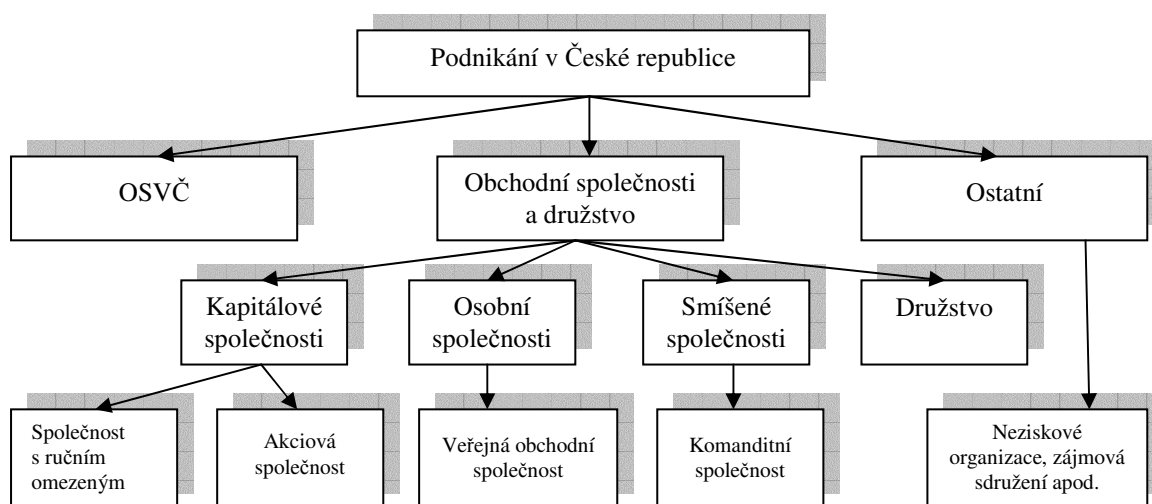 Podnikání v České republice
OSVČ
Obchodní společnosti
a družstvo
Ostatní
Kapitálové
společnosti
Osobní
společnosti
Smíšené
společnosti
Družstvo
Společnost
s ručním
omezeným
Akciová
společnost
Veřejná obchodní
společnost
Komanditní
společnost
Neziskové
organizace, zájmová
sdružení apod.